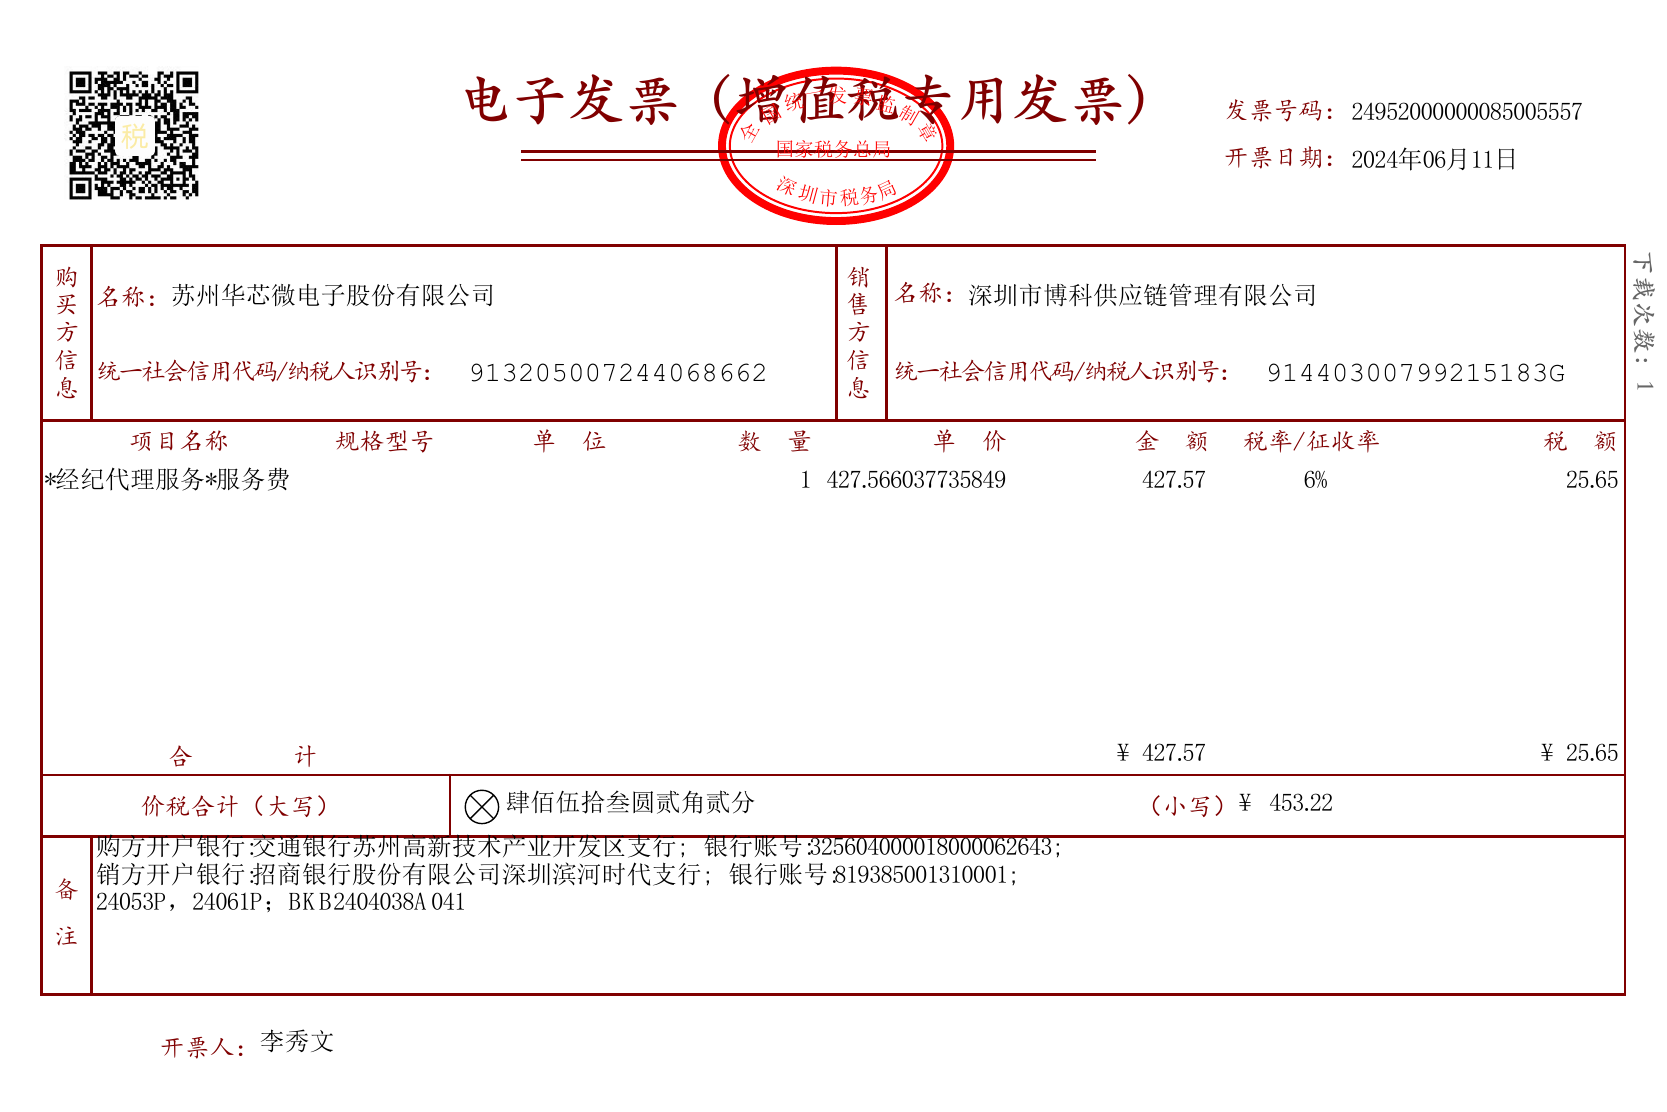 电子发票（增值税专用发票）
全国统一发票监制章
国家税务总局
深圳市税务局
税
发票号码：24952000000085005557
开票日期：2024年06月11日
下载次数：1
购买方信息
名称：苏州华芯微电子股份有限公司
统一社会信用代码/纳税人识别号：913205007244068662
销售方信息
名称：深圳市博科供应链管理有限公司
统一社会信用代码/纳税人识别号：91440300799215183G
项目名称 规格型号 单 位 数 量 单 价 金 额 税率/征收率 税 额
*经纪代理服务*服务费 1 427.566037735849 427.57 6% 25.65
合 计 ¥ 427.57 ¥ 25.65
价税合计（大写） 肆佰伍拾叁圆贰角贰分 （小写）¥ 453.22
备注
购方开户银行:交通银行苏州高新技术产业开发区支行; 银行账号:325604000018000062643;
销方开户银行:招商银行股份有限公司深圳滨河时代支行; 银行账号:819385001310001;
24053P，24061P；BKB2404038A041
开票人：李秀文